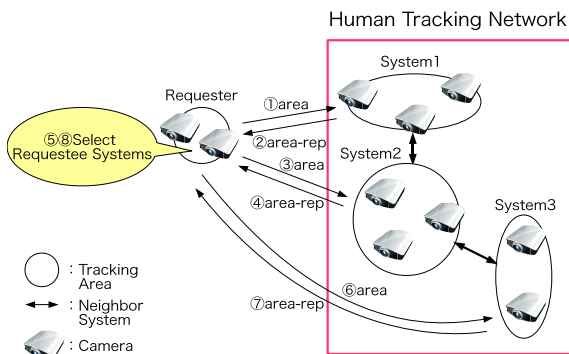 Human Tracking Network
System1
Requester
①area
②area-rep
⑤⑧Select
Requestee Systems
③area
System2
④area-rep
System3
⑥area
⑦area-rep
: Tracking
Area
: Neighbor
System
: Camera